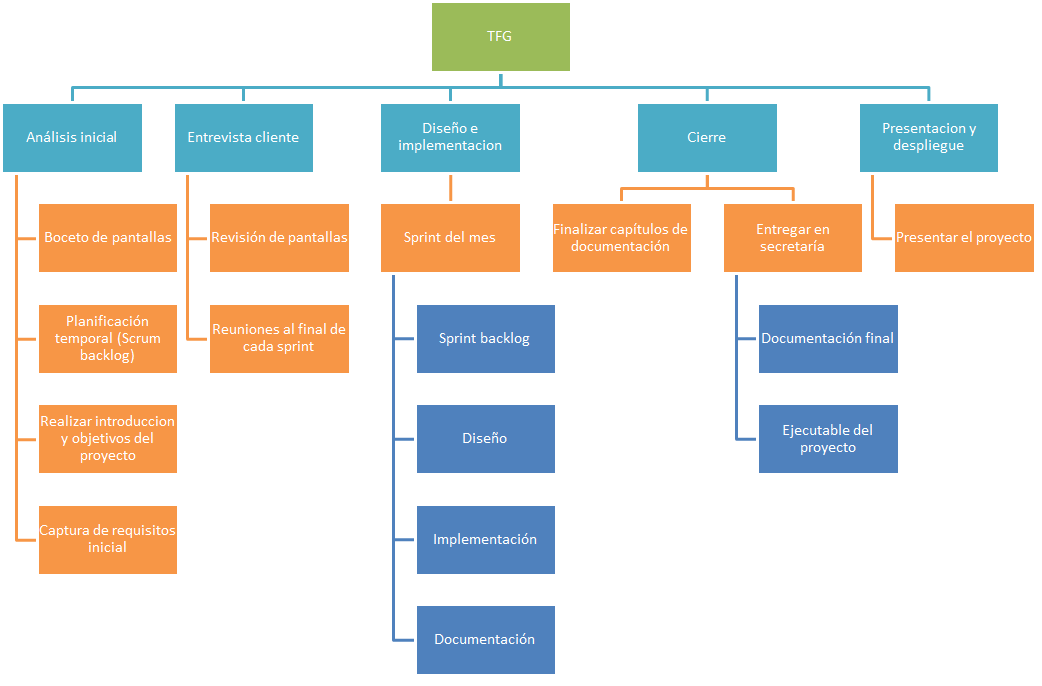 TFG
Análisis inicial
Entrevista cliente
Diseño e
implementacion
Cierre
Presentacion y
despliegue
Boceto de pantallas
Revisión de pantallas
Sprint del mes
Finalizar capítulos de
documentación
Entregar en
secretaría
Presentar el proyecto
Planificación
temporal (Scrum
backlog)
Reuniones al final de
cada sprint
Sprint backlog
Documentación final
Realizar introduccion
y objetivos del
proyecto
Diseño
Ejecutable del
proyecto
Captura de requisitos
inicial
Implementación
Documentación